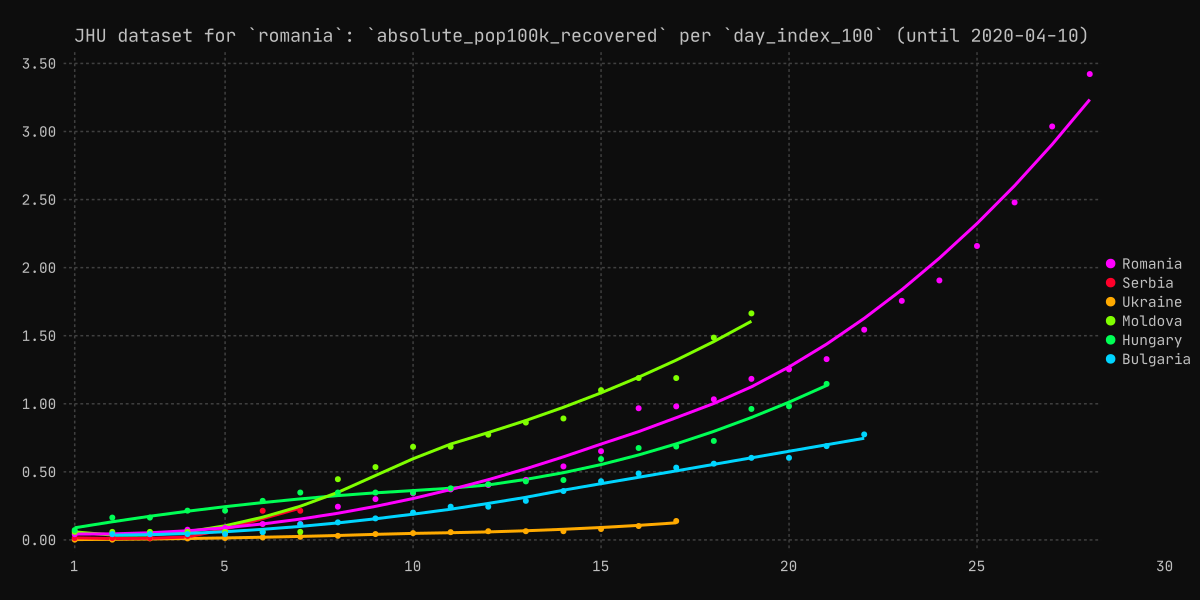 JHU dataset for `romania`: `absolute_pop100k_recovered` per `day_index_100` (until 2020-04-10)
3.50
3.00
2.50
2.00
1.50
1.00
0.50
0.00
1 5 10 15 20 25 30
Romania
Serbia
Ukraine
Moldova
Hungary
Bulgaria